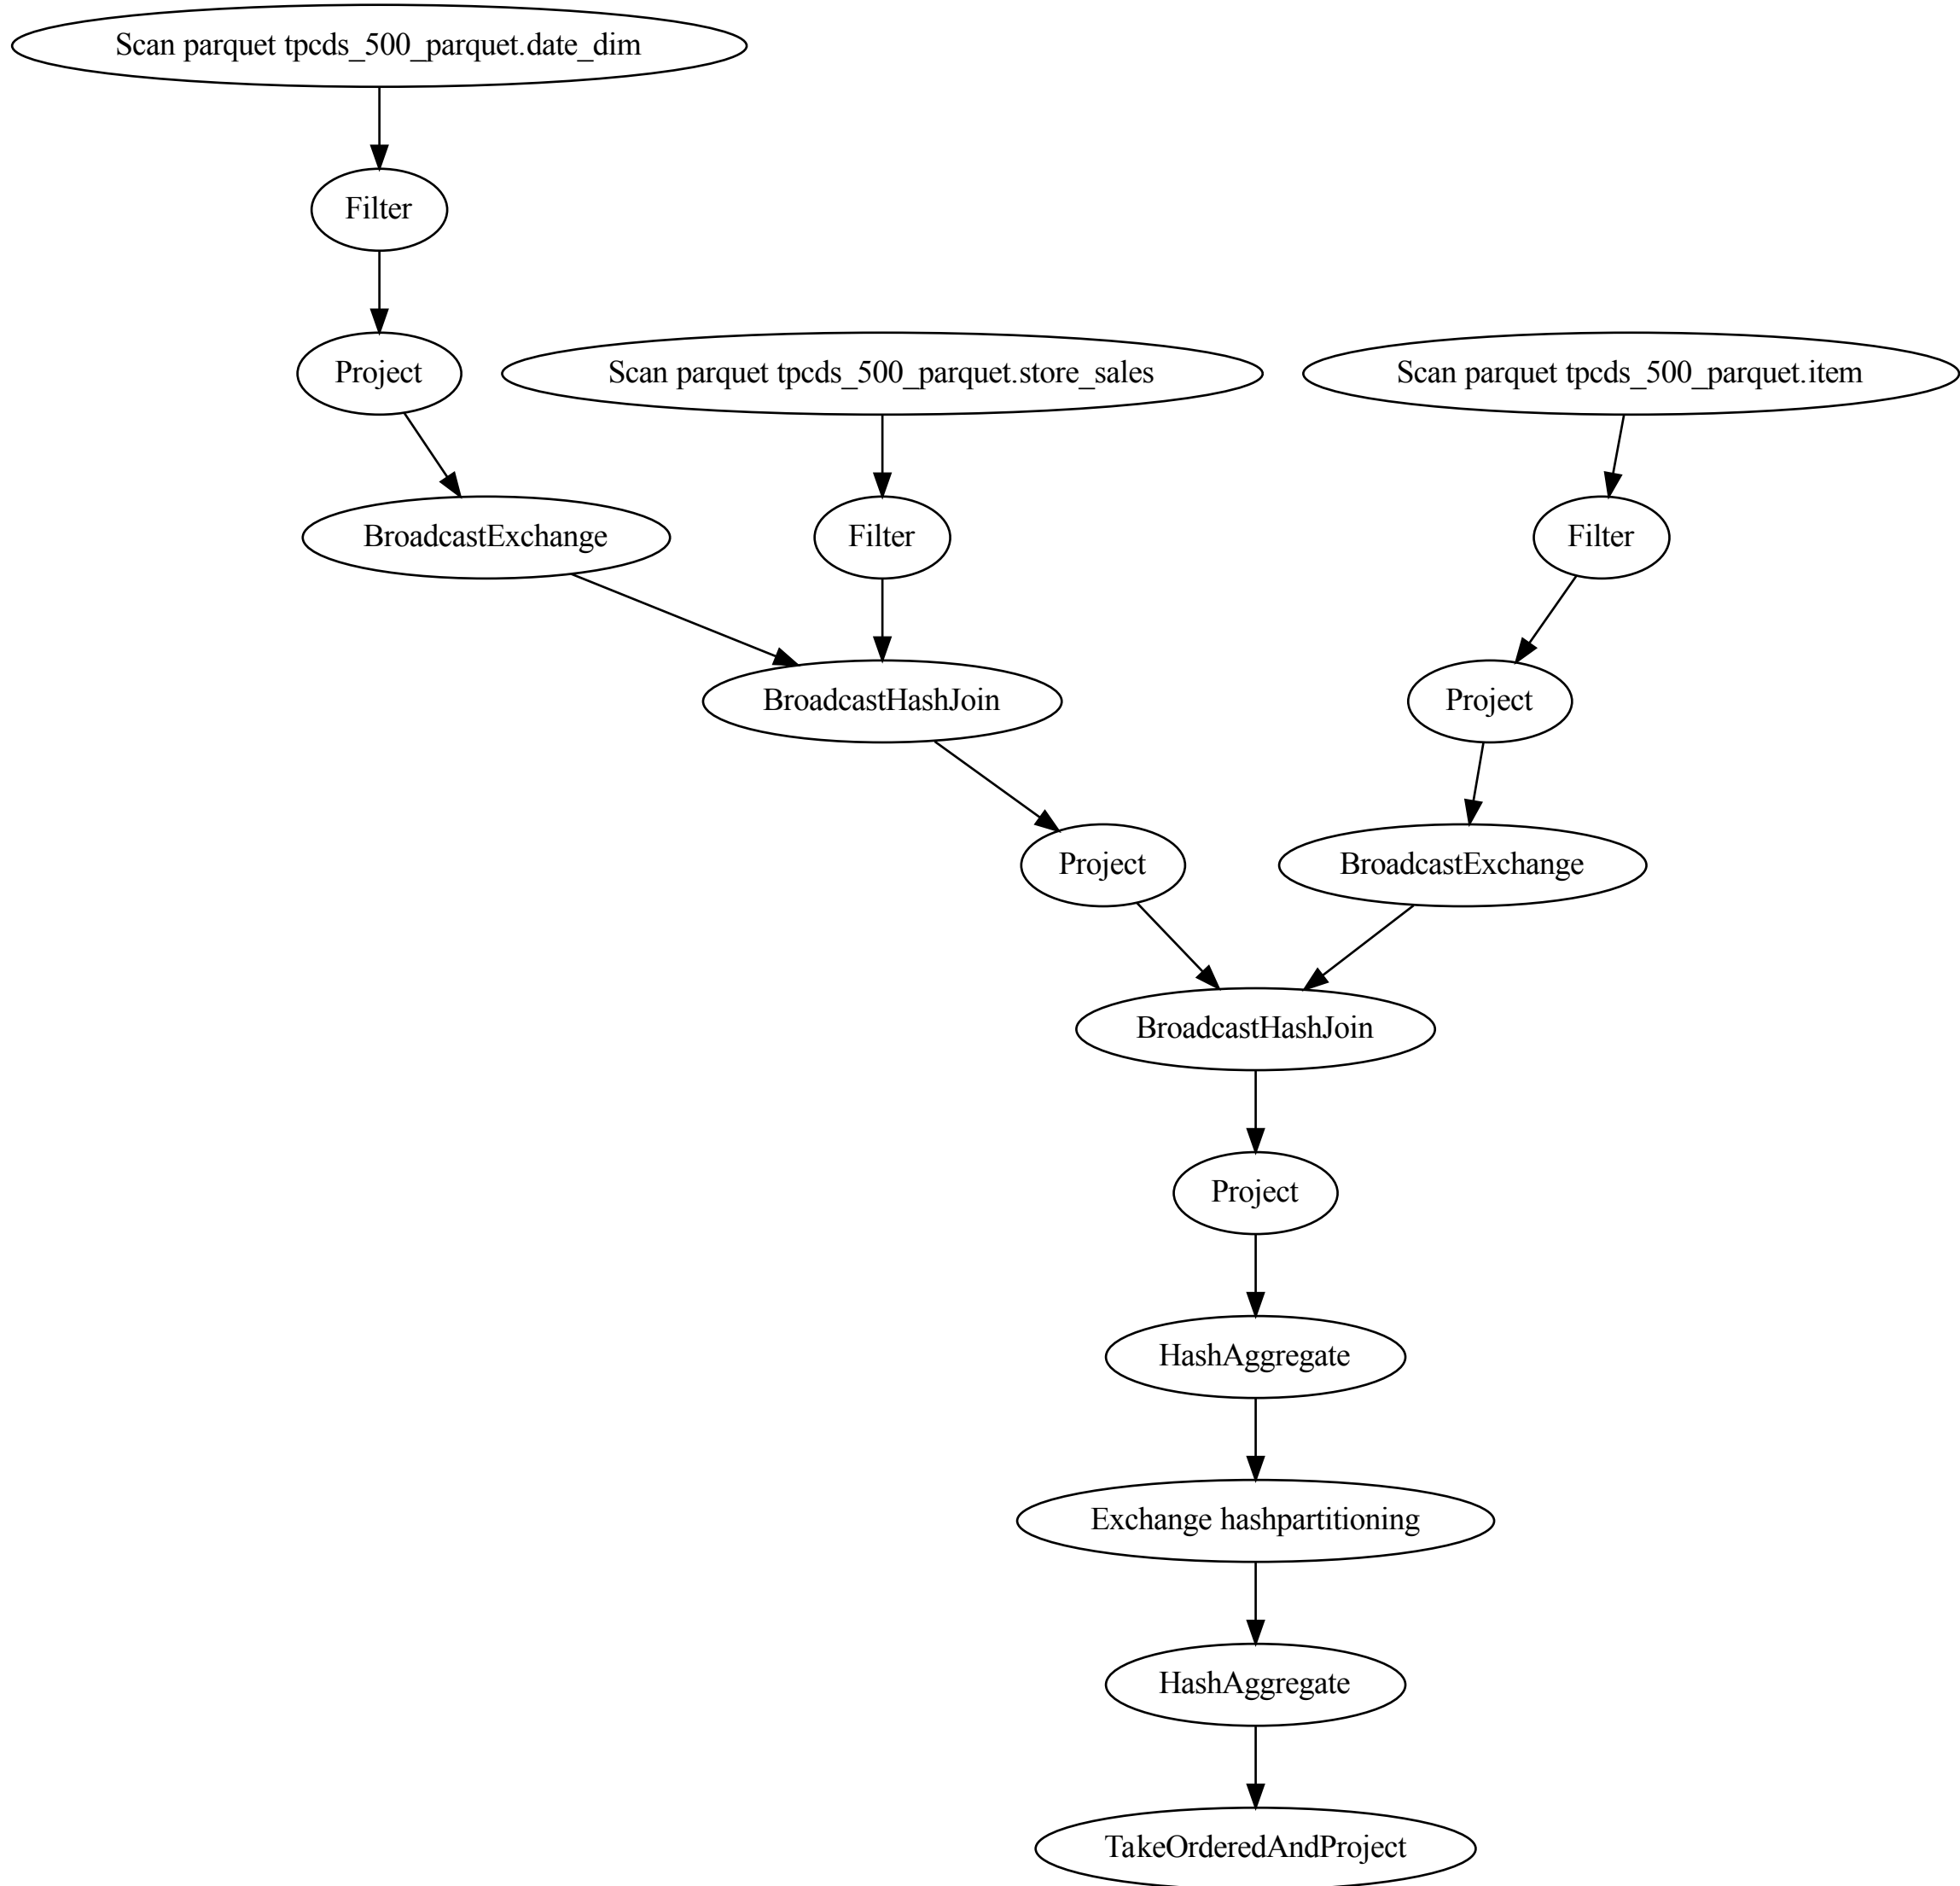 Scan parquet tpcds_500_parquet.date_dim
Filter
Project
Scan parquet tpcds_500_parquet.store_sales
Scan parquet tpcds_500_parquet.item
BroadcastExchange
Filter
Filter
BroadcastHashJoin
Project
Project
BroadcastExchange
BroadcastHashJoin
Project
HashAggregate
Exchange hashpartitioning
HashAggregate
TakeOrderedAndProject